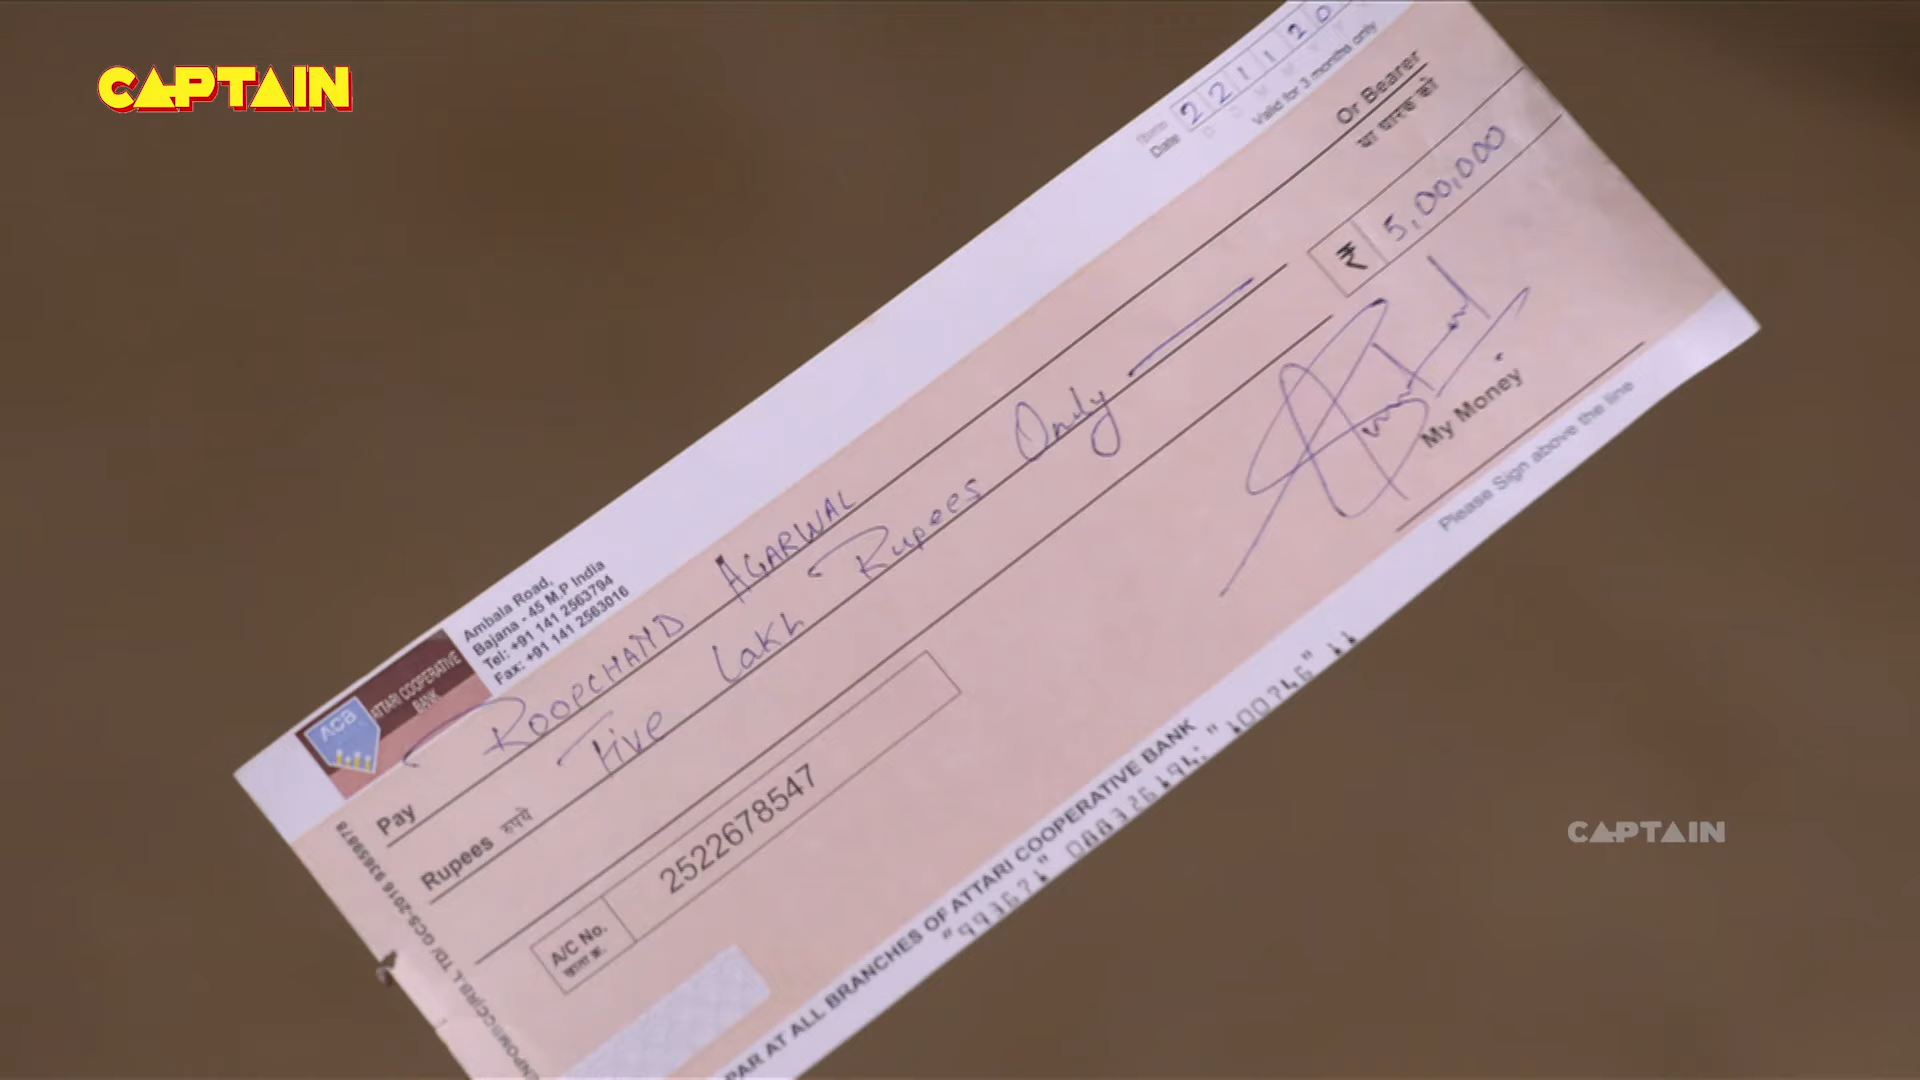 CAPTAIN
ACB
ATTARI COOPERATIVE
BANK
Ambala Road,
Bajana - 45 M.P India
Tel: +91 141 2563794
Fax: +91 141 2563016
Date 2 2 1 1 2 0
Valid for 3 months only
Pay ROOPCHAND AGARWAL Or Bearer
या धारक को
Rupees रुपये Five Lakh Rupees Only
₹ 5,00,000
A/C No. 2522678547
खाता क्र.
My Money
Please Sign above the line
PAR AT ALL BRANCHES OF ATTARI COOPERATIVE BANK
CAPTAIN